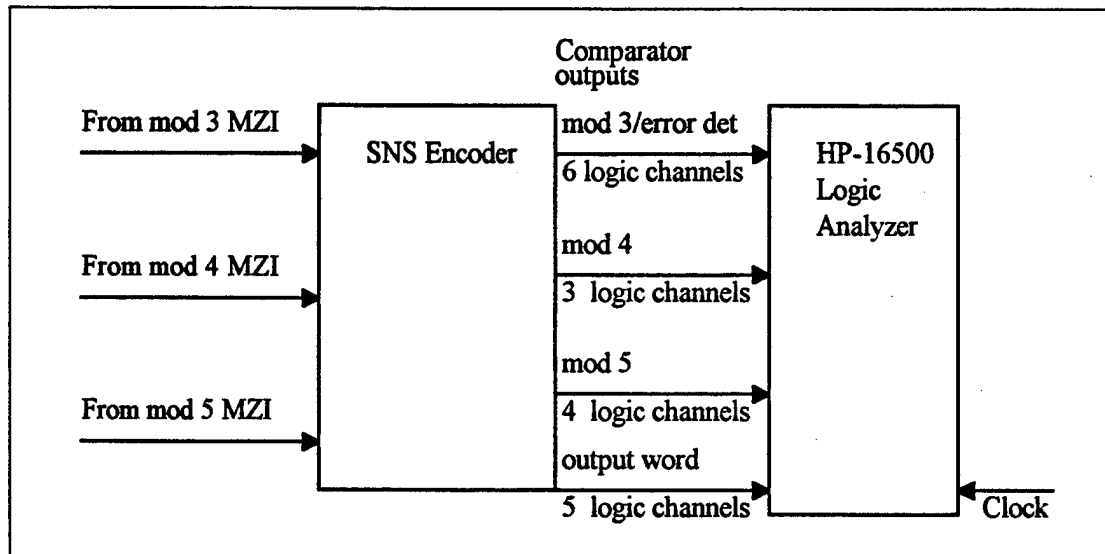 Comparator
outputs
From mod 3 MZI
SNS Encoder
mod 3/error det
6 logic channels
HP-16500
Logic
Analyzer
From mod 4 MZI
mod 4
3 logic channels
From mod 5 MZI
mod 5
4 logic channels
output word
5 logic channels
Clock